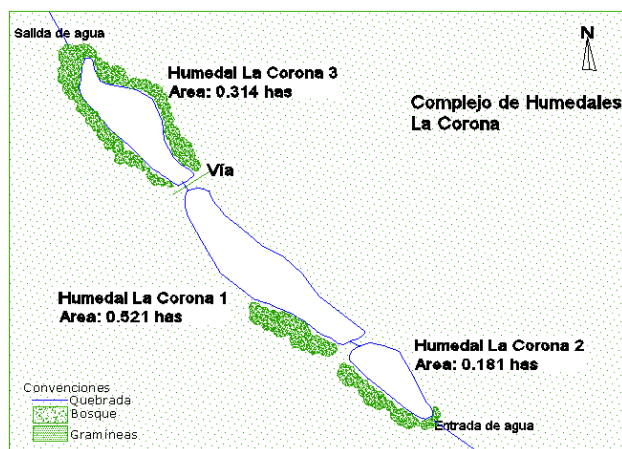 Salida de agua
N
Humedal La Corona 3
Area: 0.314 has
Complejo de Humedales
La Corona
Vía
Humedal La Corona 1
Area: 0.521 has
Humedal La Corona 2
Area: 0.181 has
Convenciones
Quebrada
Bosque
Gramíneas
Entrada de agua